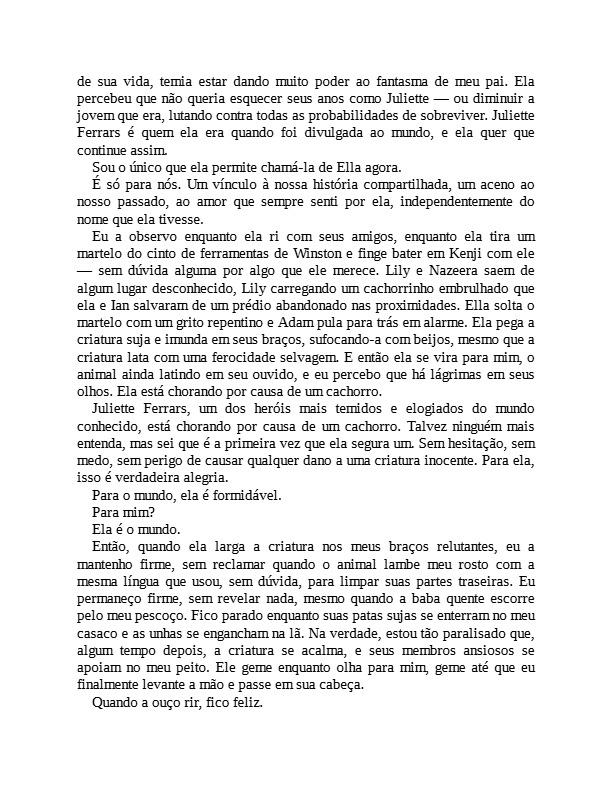 de sua vida, temia estar dando muito poder ao fantasma de meu pai. Ela
percebeu que não queria esquecer seus anos como Juliette — ou diminuir a
jovem que era, lutando contra todas as probabilidades de sobreviver. Juliette
Ferrars é quem ela era quando foi divulgada ao mundo, e ela quer que
continue assim.
Sou o único que ela permite chamá-la de Ella agora.
É só para nós. Um vínculo à nossa história compartilhada, um aceno ao
nosso passado, ao amor que sempre senti por ela, independentemente do
nome que ela tivesse.
Eu a observo enquanto ela ri com seus amigos, enquanto ela tira um
martelo do cinto de ferramentas de Winston e finge bater em Kenji com ele
— sem dúvida alguma por algo que ele merece. Lily e Nazeera saem de
algum lugar desconhecido, Lily carregando um cachorrinho embrulhado que
ela e Ian salvaram de um prédio abandonado nas proximidades. Ella solta o
martelo com um grito repentino e Adam pula para trás em alarme. Ela pega a
criatura suja e imunda em seus braços, sufocando-a com beijos, mesmo que a
criatura lata com uma ferocidade selvagem. E então ela se vira para mim, o
animal ainda latindo em seu ouvido, e eu percebo que há lágrimas em seus
olhos. Ela está chorando por causa de um cachorro.
Juliette Ferrars, um dos heróis mais temidos e elogiados do mundo
conhecido, está chorando por causa de um cachorro. Talvez ninguém mais
entenda, mas sei que é a primeira vez que ela segura um. Sem hesitação, sem
medo, sem perigo de causar qualquer dano a uma criatura inocente. Para ela,
isso é verdadeira alegria.
Para o mundo, ela é formidável.
Para mim?
Ela é o mundo.
Então, quando ela larga a criatura nos meus braços relutantes, eu a
mantenho firme, sem reclamar quando o animal lambe meu rosto com a
mesma língua que usou, sem dúvida, para limpar suas partes traseiras. Eu
permaneço firme, sem revelar nada, mesmo quando a baba quente escorre
pelo meu pescoço. Fico parado enquanto suas patas sujas se enterram no meu
casaco e as unhas se engancham na lã. Na verdade, estou tão paralisado que,
algum tempo depois, a criatura se acalma, e seus membros ansiosos se
apoiam no meu peito. Ele geme enquanto olha para mim, geme até que eu
finalmente levante a mão e passe em sua cabeça.
Quando a ouço rir, fico feliz.